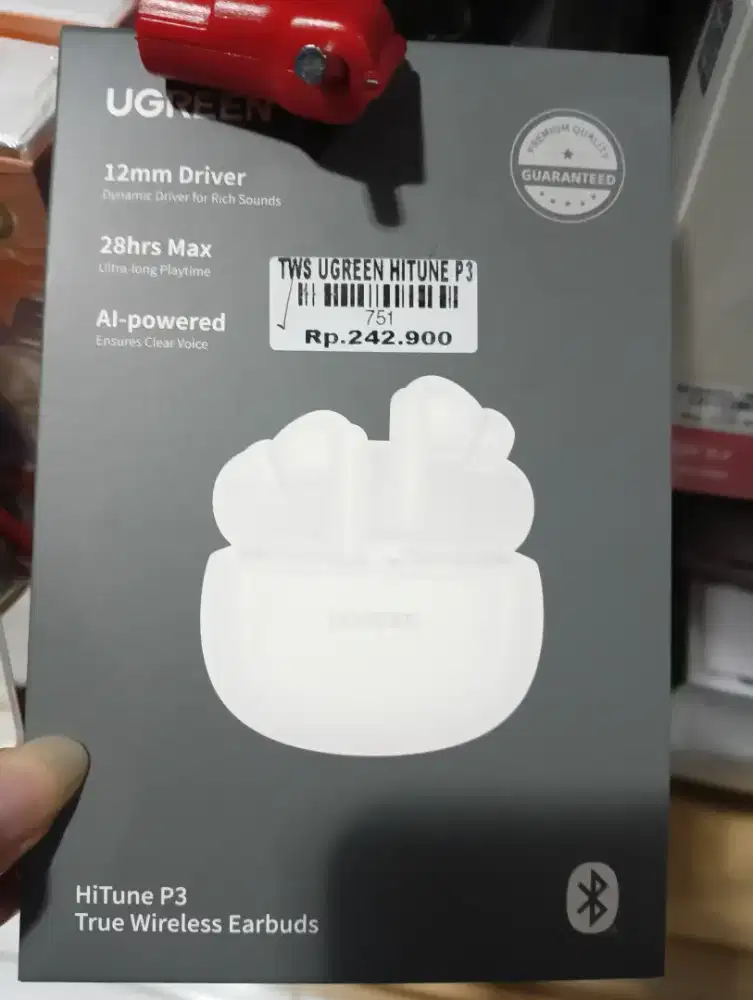 UGREEN
PREMIUM QUALITY
GUARANTEED
12mm Driver
Dynamic Driver for Rich Sounds
28hrs Max
Ultra-long Playtime
AI-powered
Ensures Clear Voice
TWS UGREEN HITUNE P3
751
Rp.242.900
HiTune P3
True Wireless Earbuds